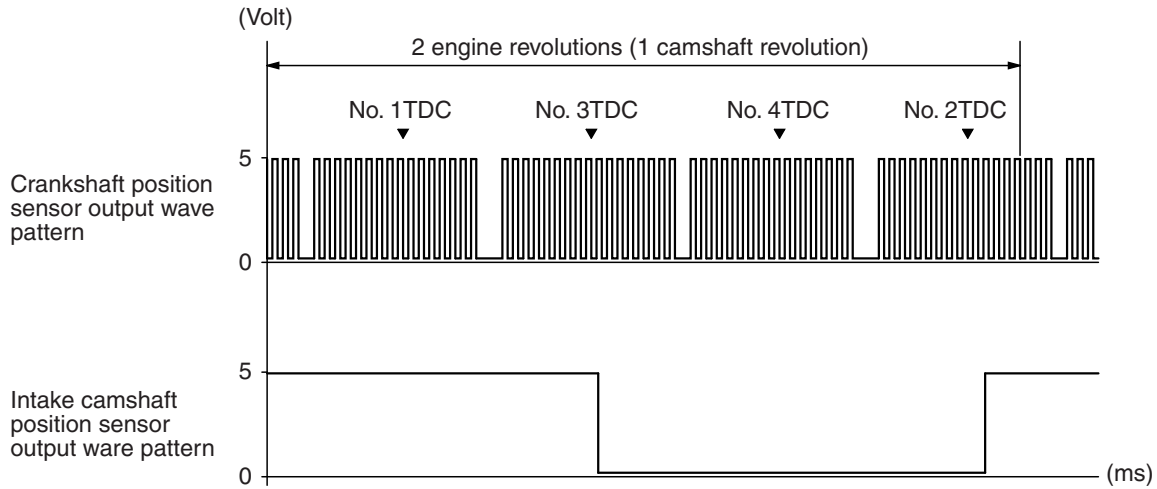 (Volt)
2 engine revolutions (1 camshaft revolution)
No. 1TDC
No. 3TDC
No. 4TDC
No. 2TDC
5
Crankshaft position
sensor output wave
pattern
0
5
Intake camshaft
position sensor
output ware pattern
0
(ms)